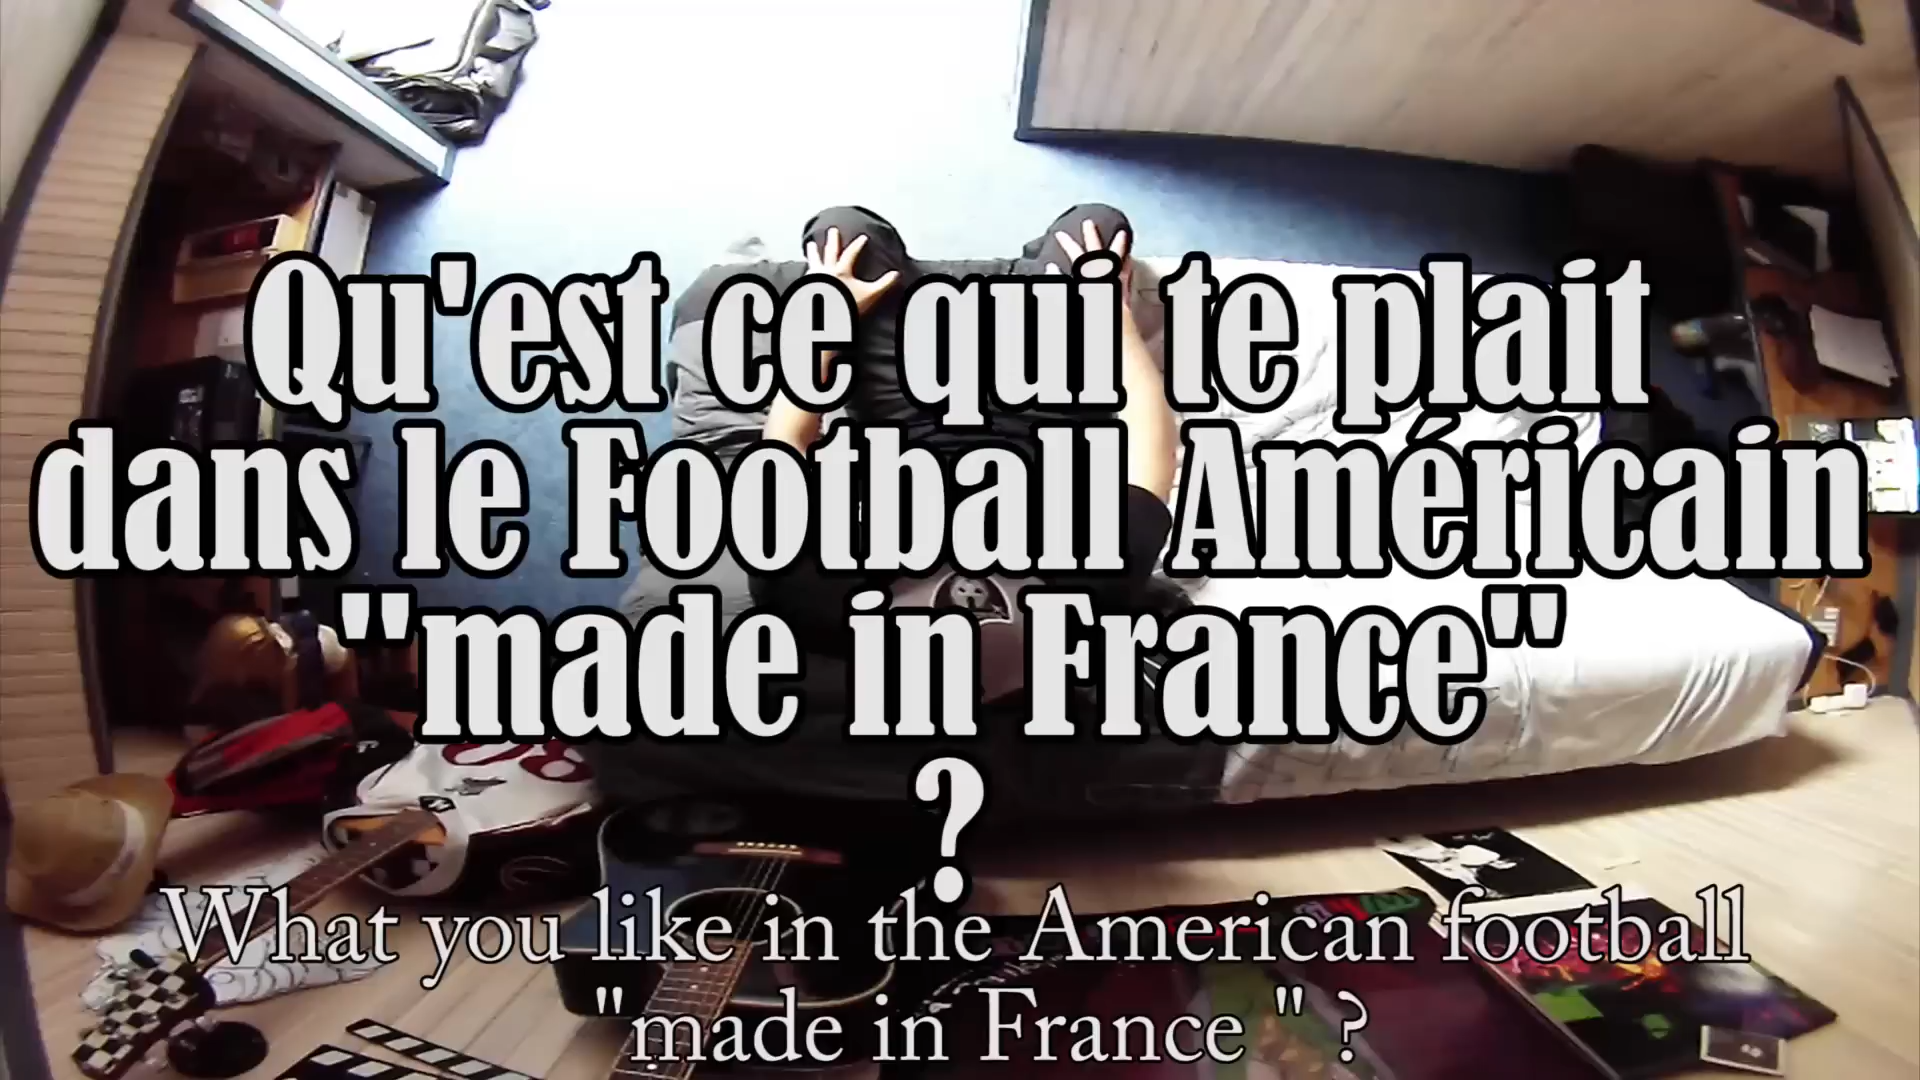 Qu'est ce qui te plait
dans le Football Américain
"made in France"
?
What you like in the American football
"made in France " ?